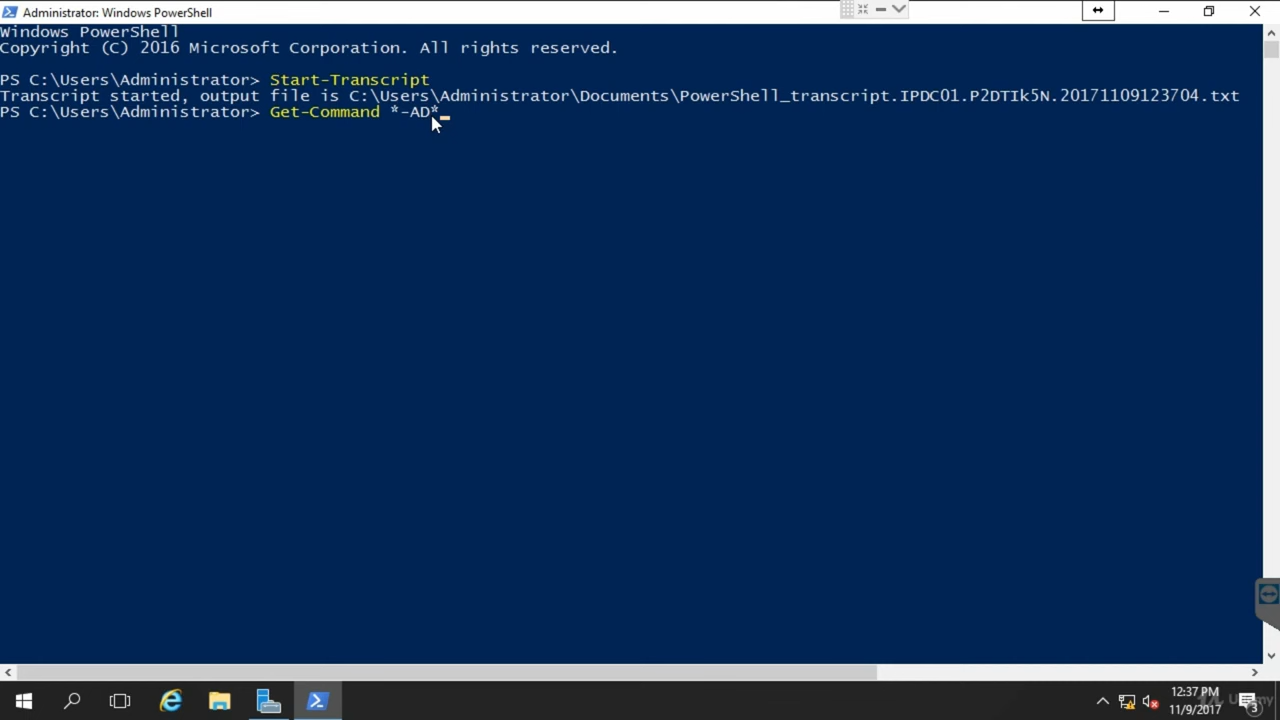 Administrator: Windows PowerShell
Windows PowerShell
Copyright (C) 2016 Microsoft Corporation. All rights reserved.
PS C:\Users\Administrator> Start-Transcript
Transcript started, output file is C:\Users\Administrator\Documents\PowerShell_transcript.IPDC01.P2DTIk5N.20171109123704.txt
PS C:\Users\Administrator> Get-Command *-AD*
12:37 PM
11/9/2017
3
Udemy